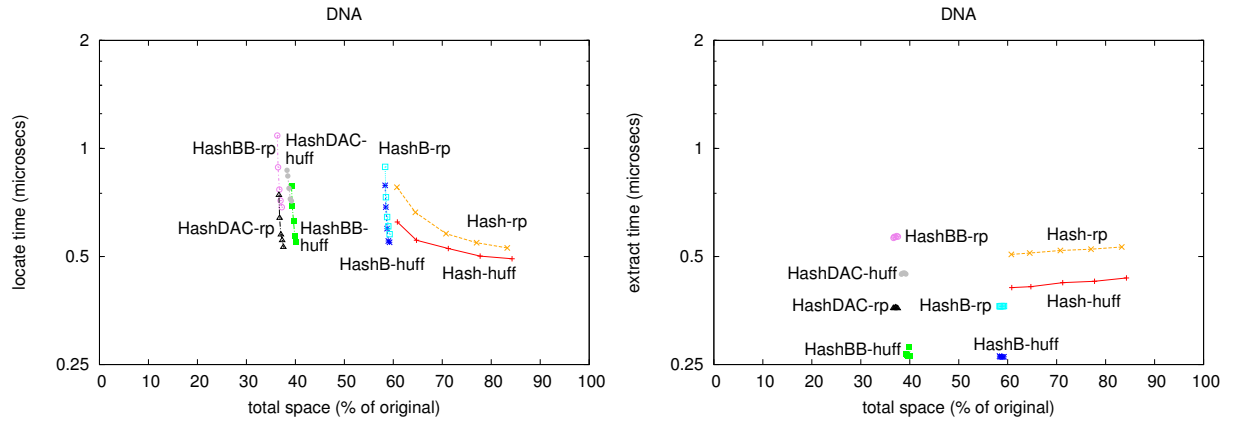 DNA
2
1
0.5
0.25
locate time (microsecs)
HashBB-rp
HashDAC-
huff
HashB-rp
HashDAC-rp
HashBB-
huff
HashB-huff
Hash-rp
Hash-huff
0 10 20 30 40 50 60 70 80 90 100
total space (% of original)
DNA
2
1
0.5
0.25
extract time (microsecs)
HashBB-rp
Hash-rp
HashDAC-huff
Hash-huff
HashDAC-rp
HashB-rp
HashBB-huff
HashB-huff
0 10 20 30 40 50 60 70 80 90 100
total space (% of original)